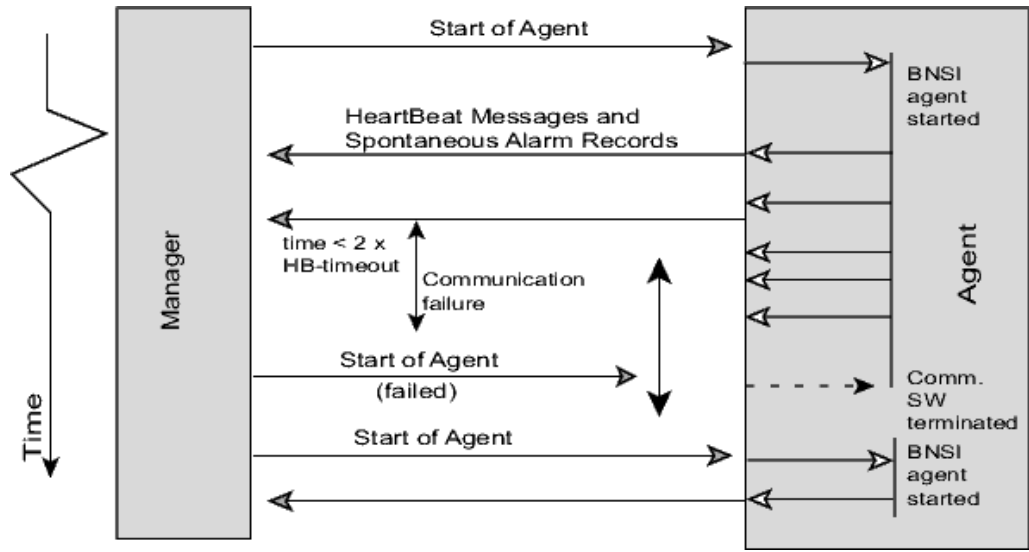 Start of Agent
BNSI
agent
started
HeartBeat Messages and
Spontaneous Alarm Records
time < 2 x
HB-timeout
Communication
failure
Manager
Agent
Start of Agent
(failed)
Comm.
SW
terminated
Time
Start of Agent
BNSI
agent
started